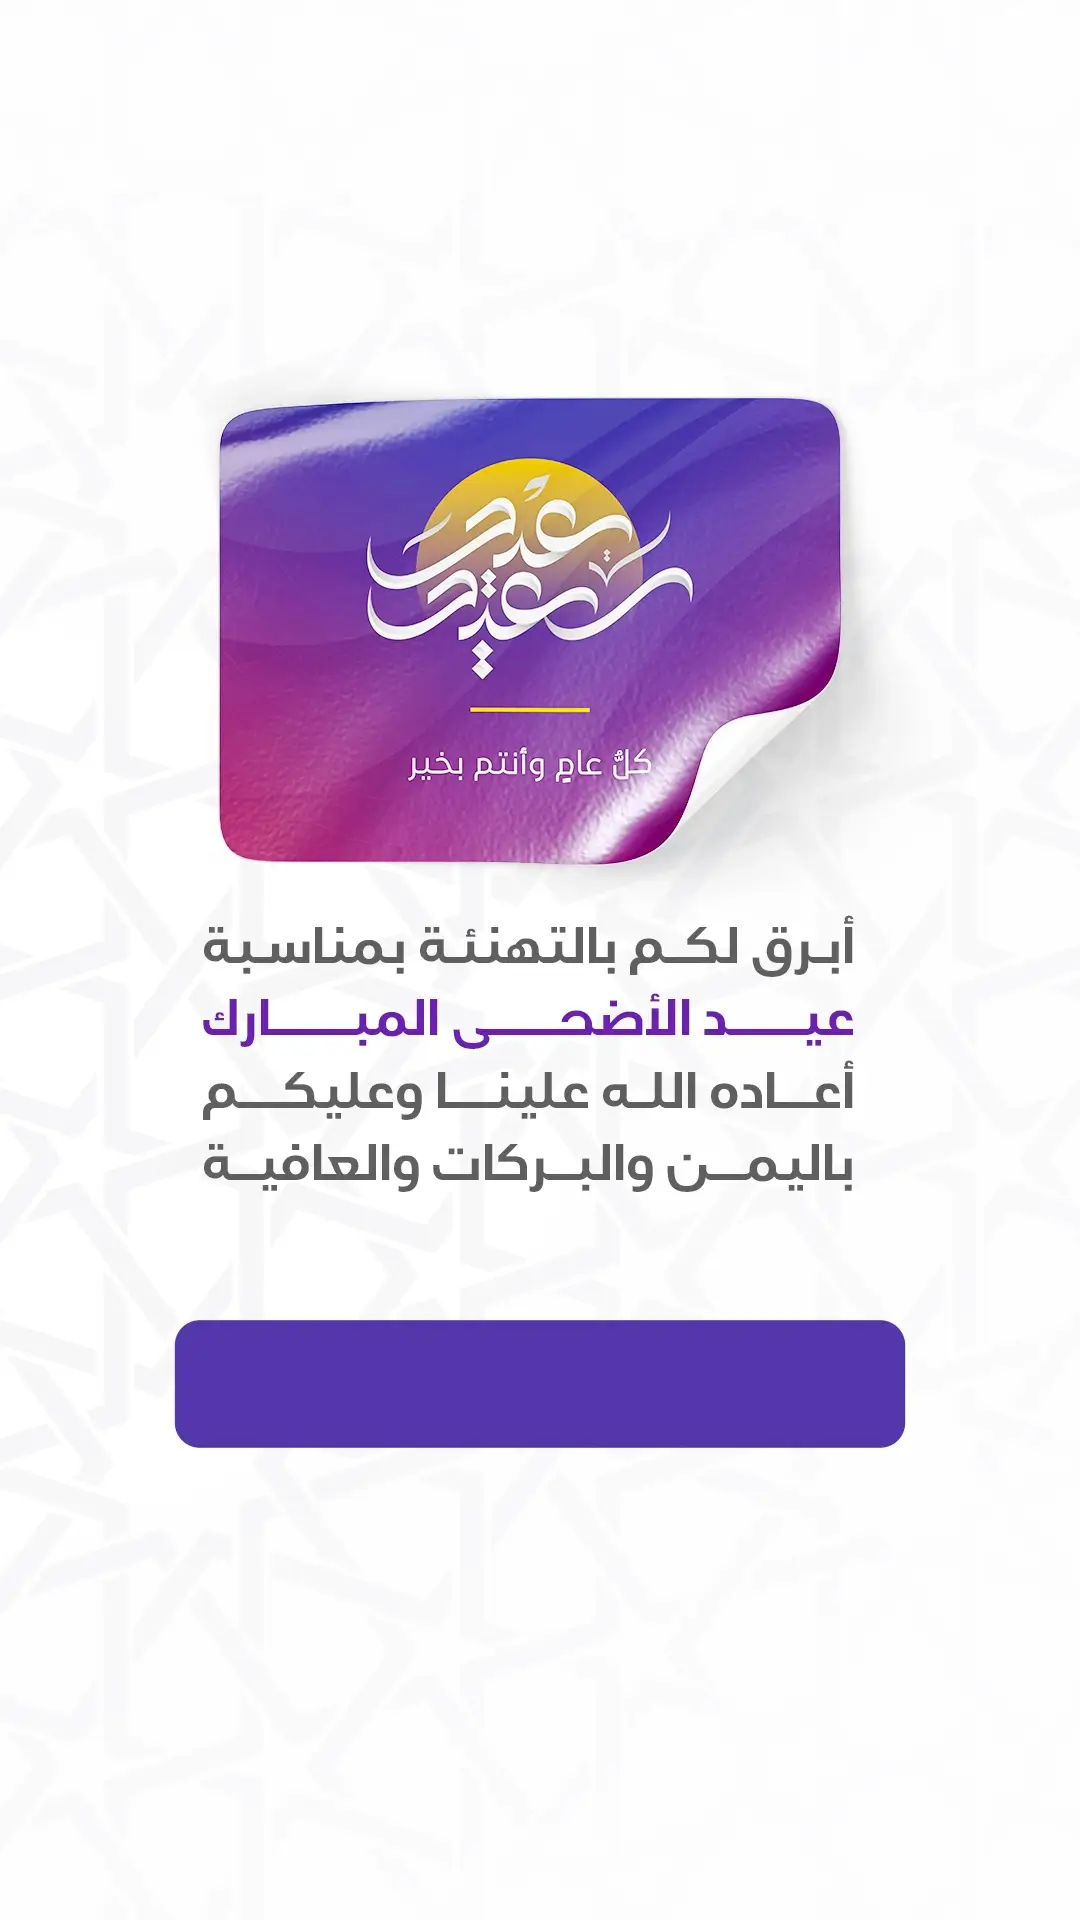 عيد
سعيد
كلُّ عامٍ وأنتم بخير
أبرق لكم بالتهنئة بمناسبة
عيد الأضحى المبارك
أعاده الله علينا وعليكم
باليمن والبركات والعافية